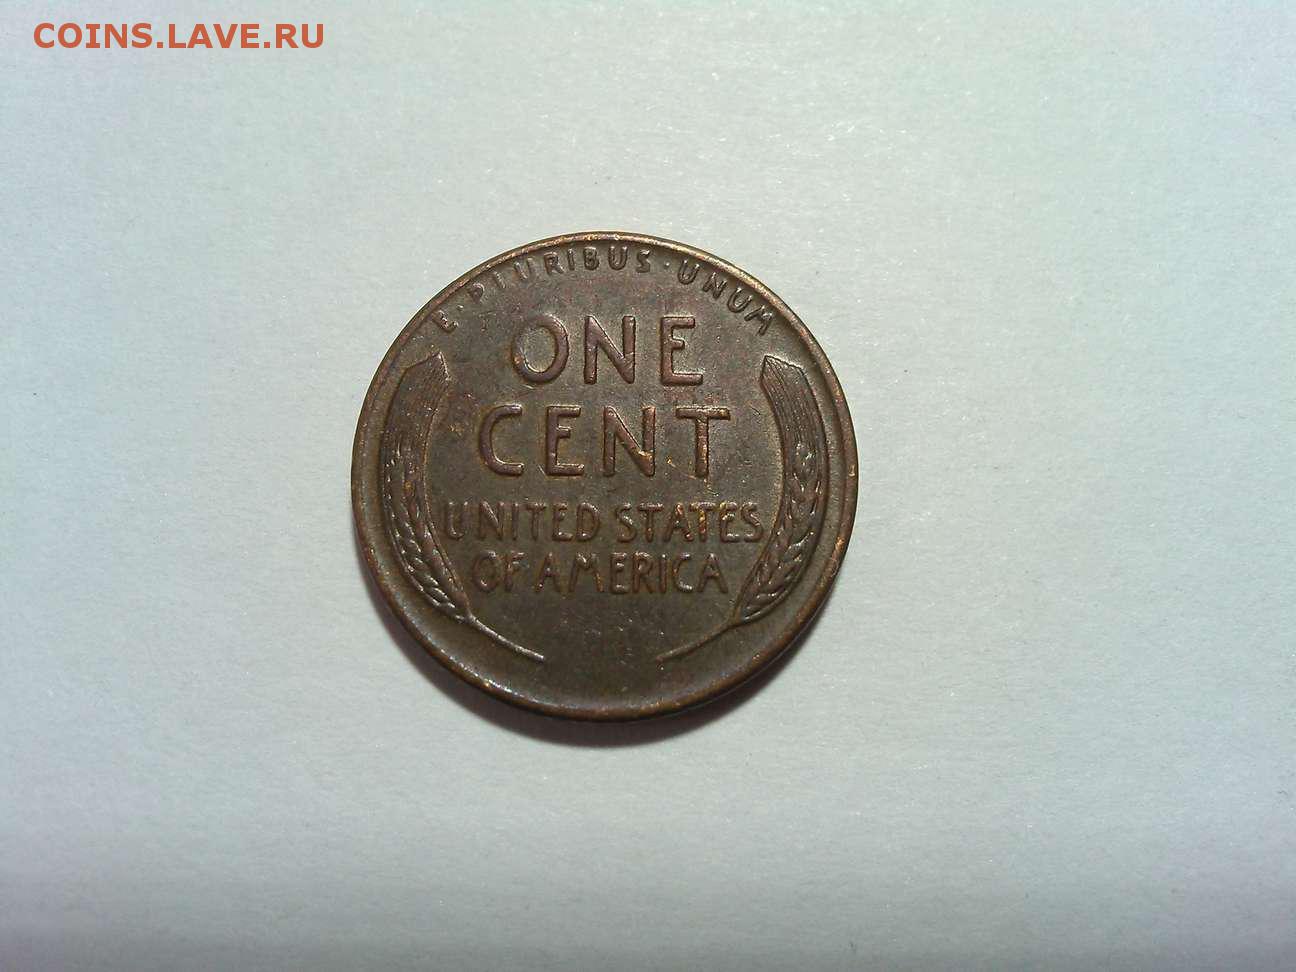 COINS.LAVE.RU
E·PLURIBUS·UNUM
ONE
CENT
UNITED STATES
OF AMERICA